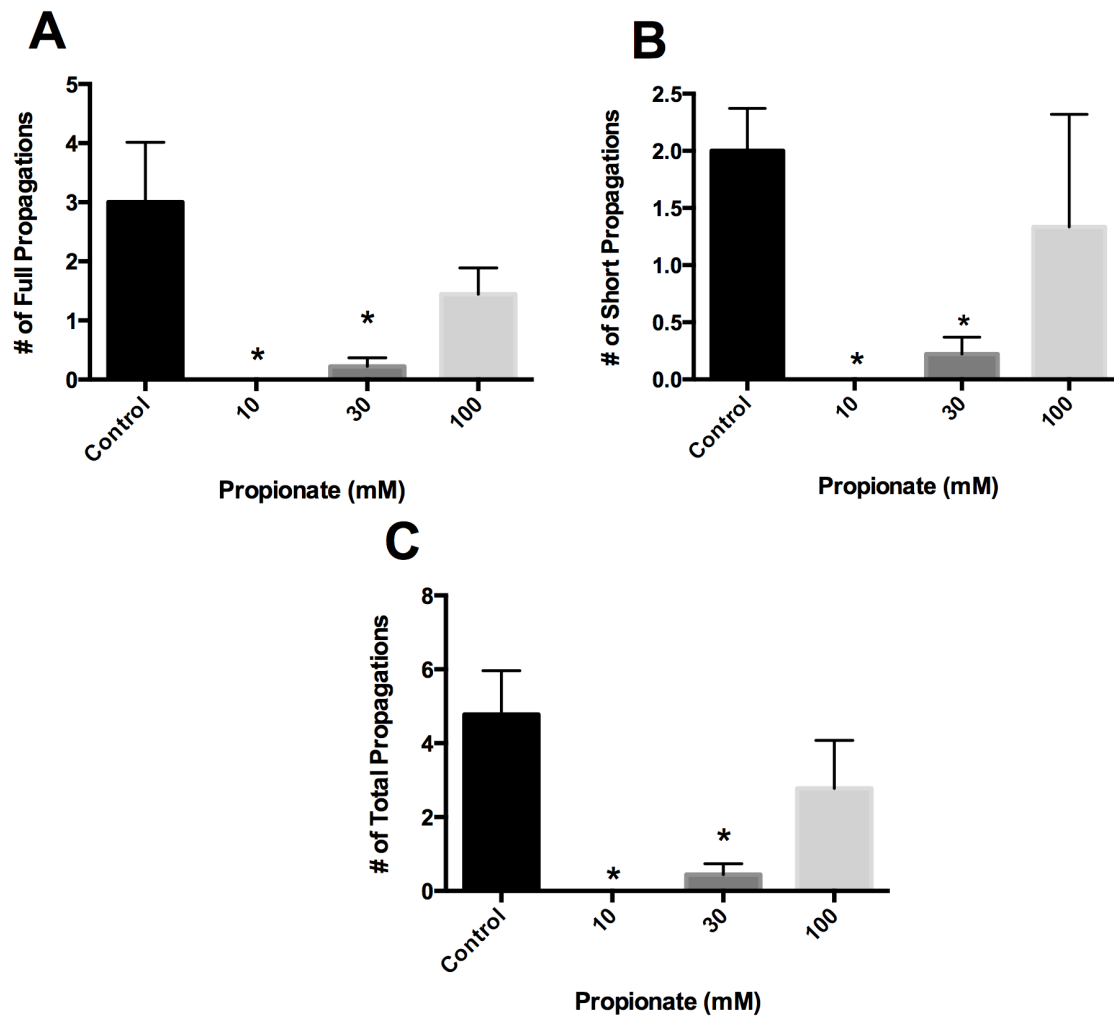 A
# of Full Propagations
5
4
3
2
1
0
*
*
Control
10
30
100
Propionate (mM)
B
# of Short Propagations
2.5
2.0
1.5
1.0
0.5
0.0
*
*
Control
10
30
100
Propionate (mM)
C
# of Total Propagations
8
6
4
2
0
*
*
Control
10
30
100
Propionate (mM)